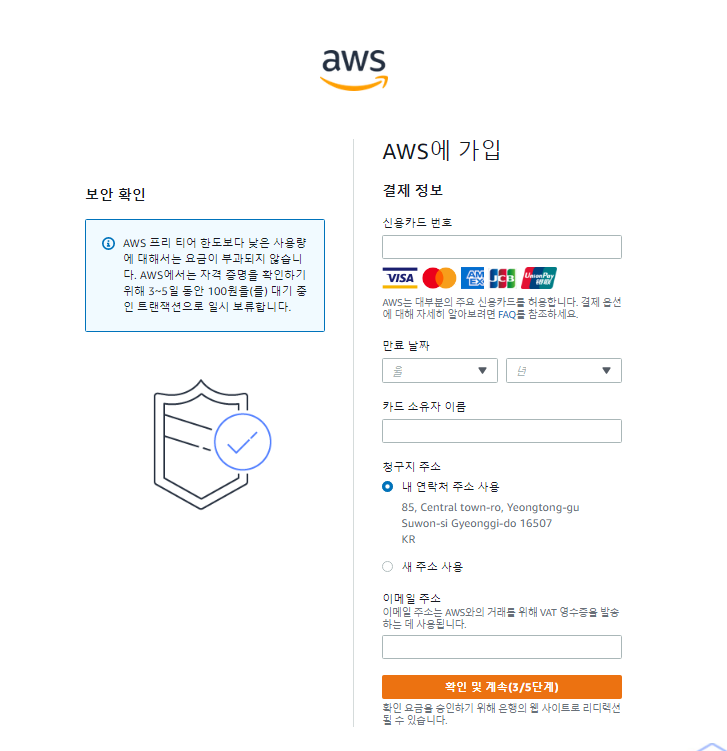 aws
AWS에 가입
보안 확인
AWS 프리 티어 한도보다 낮은 사용량
에 대해서는 요금이 부과되지 않습니
다. AWS에서는 자격 증명을 확인하기
위해 3~5일 동안 100원을(를) 대기 중
인 트랜잭션으로 일시 보류합니다.
결제 정보
신용카드 번호
VISA AM EX JCB UnionPay 银联
AWS는 대부분의 주요 신용카드를 허용합니다. 결제 옵션
에 대해 자세히 알아보려면 FAQ를 참조하세요.
만료 날짜
월 년
카드 소유자 이름
청구지 주소
내 연락처 주소 사용
85, Central town-ro, Yeongtong-gu
Suwon-si Gyeonggi-do 16507
KR
새 주소 사용
이메일 주소
이메일 주소는 AWS와의 거래를 위해 VAT 영수증을 발송
하는 데 사용됩니다.
확인 및 계속(3/5단계)
확인 요금을 승인하기 위해 은행의 웹 사이트로 리디렉션
될 수 있습니다.